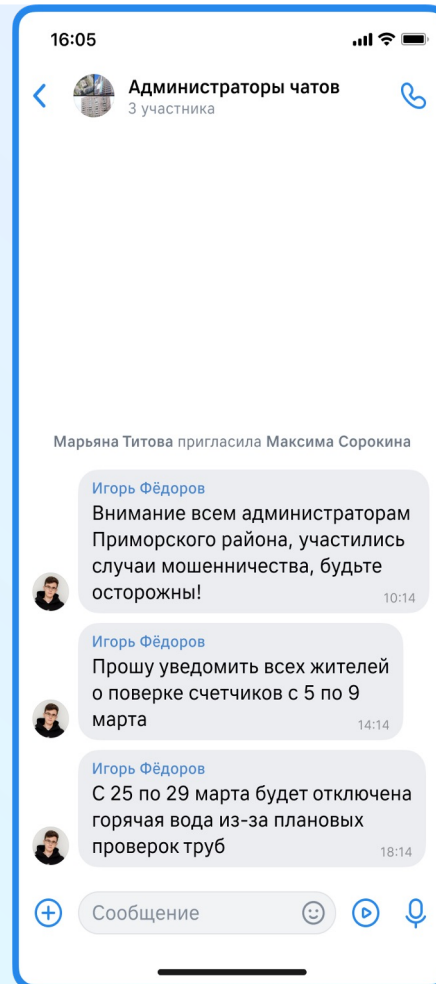 16:05
Администраторы чатов
3 участника
Марьяна Титова пригласила Максима Сорокина
Игорь Фёдоров
Внимание всем администраторам
Приморского района, участились
случаи мошенничества, будьте
осторожны!
10:14
Игорь Фёдоров
Прошу уведомить всех жителей
о поверке счетчиков с 5 по 9
марта
14:14
Игорь Фёдоров
С 25 по 29 марта будет отключена
горячая вода из-за плановых
проверок труб
18:14
Сообщение